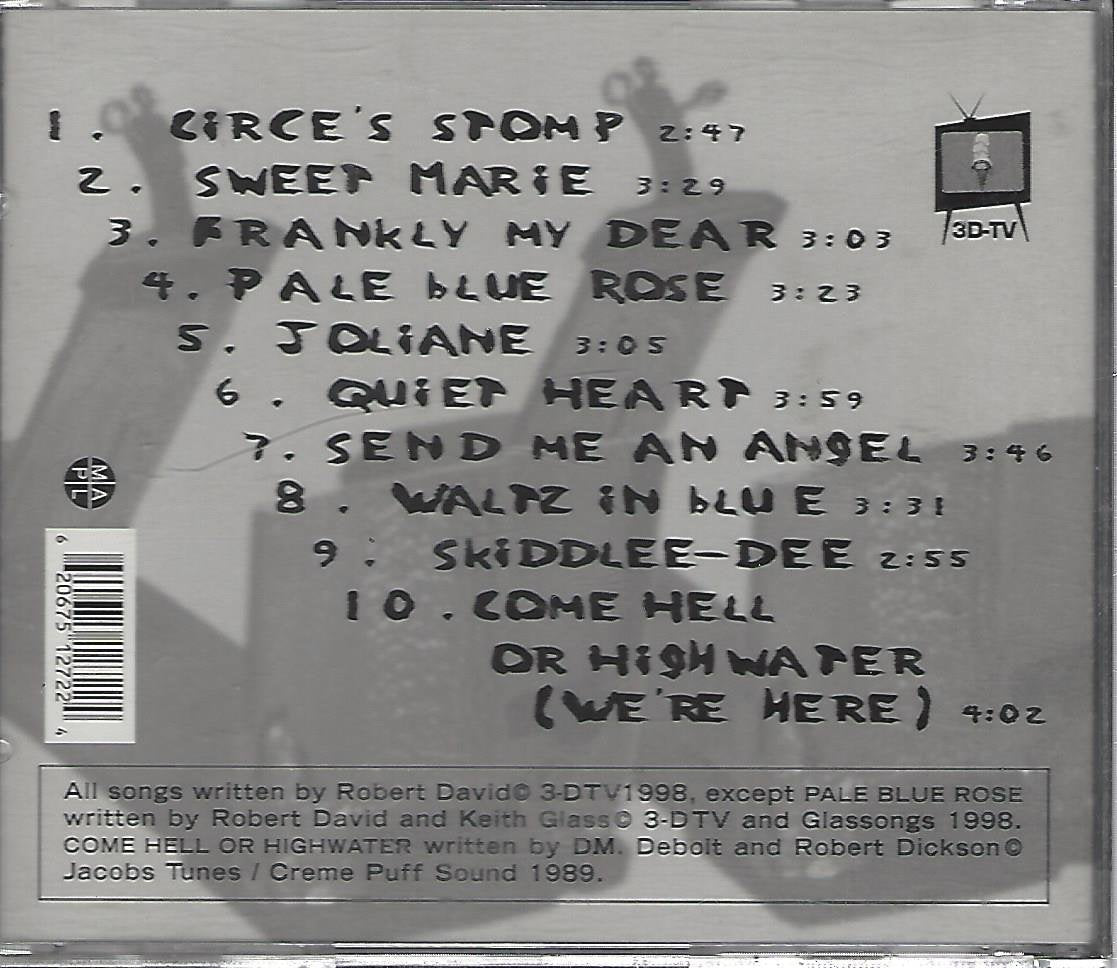 1. CIRCE'S STOMP 2:47
2. SWEET MARIE 3:29
3. FRANKLY MY DEAR 3:03
4. PALE BLUE ROSE 3:23
5. JOLIANE 3:05
6. QUIET HEART 3:59
7. SEND ME AN ANGEL 3:46
8. WALTZ IN BLUE 3:31
9. SKIDDLEE-DEE 2:55
10. COME HELL
OR HIGHWATER
(WE'RE HERE) 4:02
3D-TV
MAPL
6 20675 12722 4
All songs written by Robert David© 3-DTV1998, except PALE BLUE ROSE
written by Robert David and Keith Glass© 3-DTV and Glassongs 1998.
COME HELL OR HIGHWATER written by DM. Debolt and Robert Dickson©
Jacobs Tunes / Creme Puff Sound 1989.